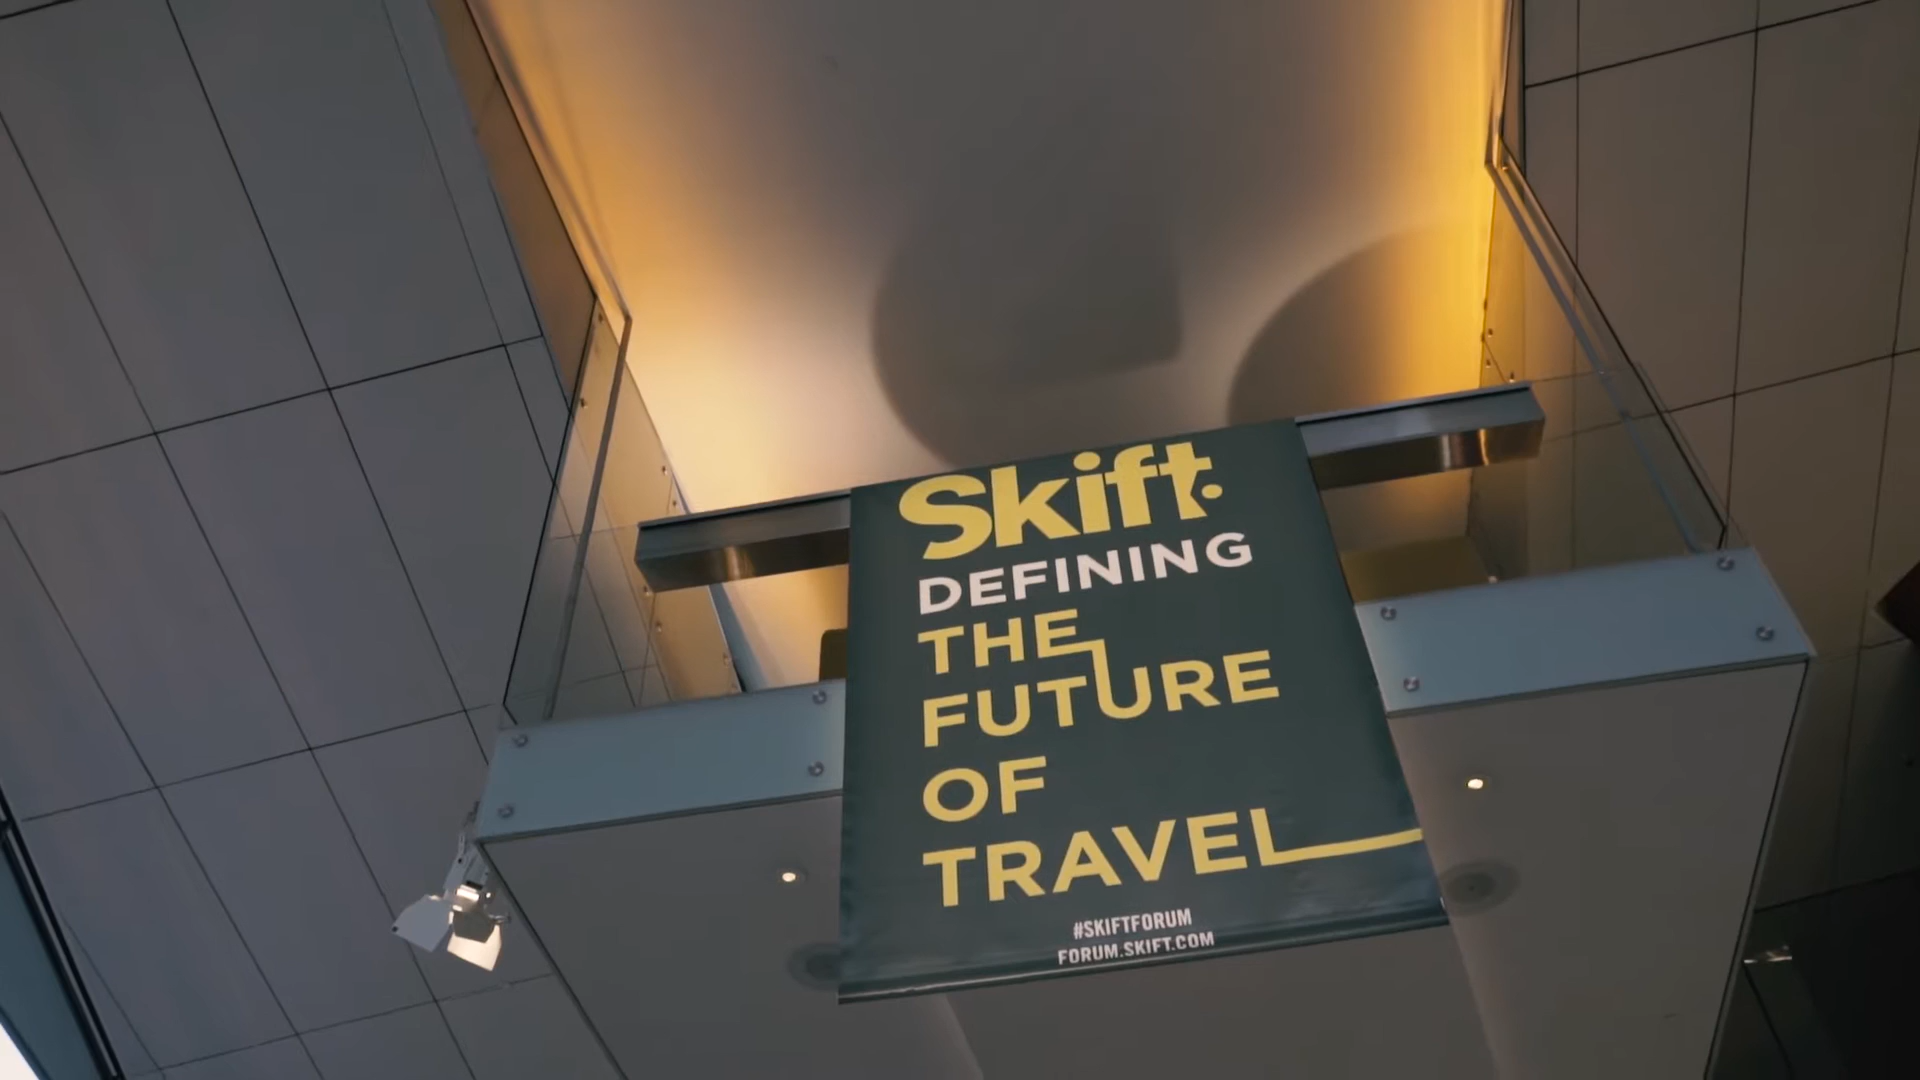 Skift.
DEFINING
THE
FUTURE
OF
TRAVEL
#SKIFTFORUM
FORUM.SKIFT.COM